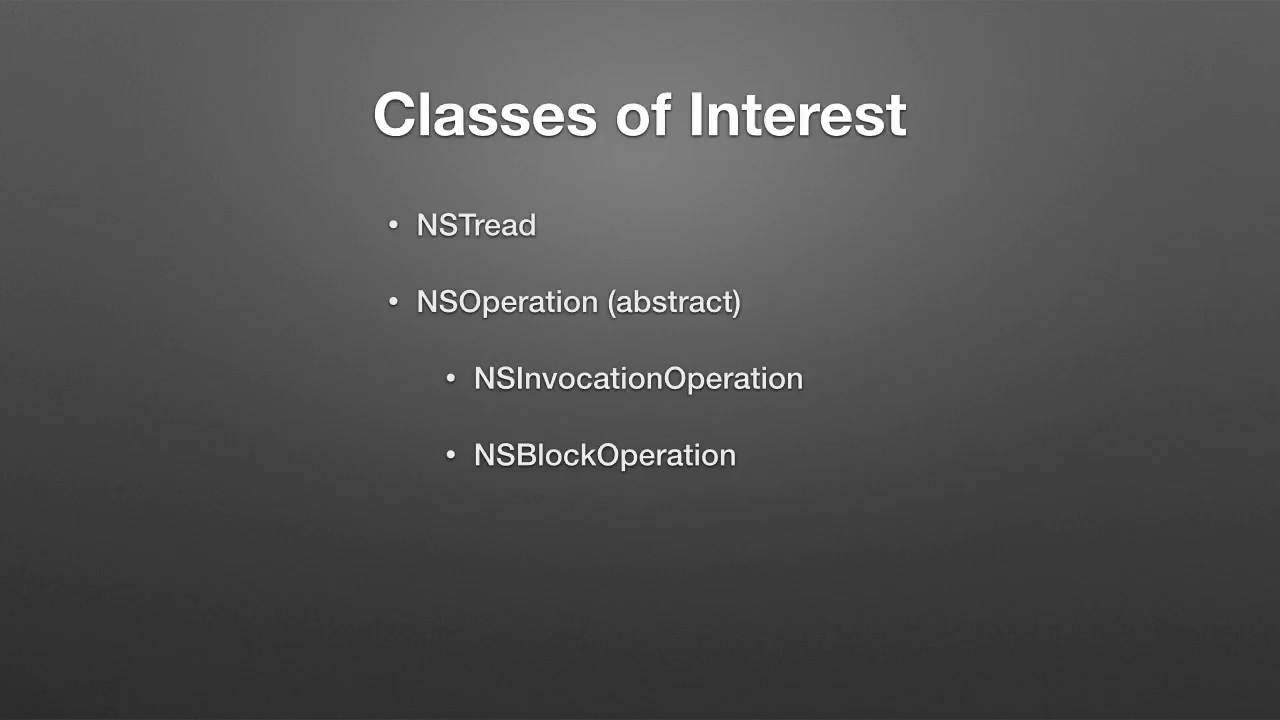 Classes of Interest
• NSTread
• NSOperation (abstract)
• NSInvocationOperation
• NSBlockOperation